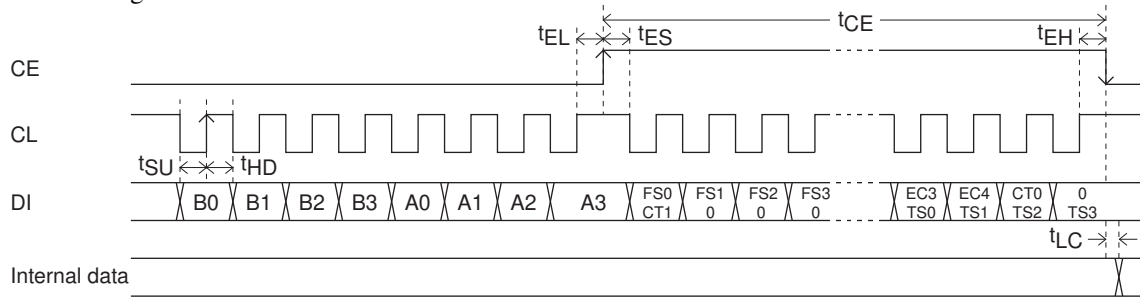 tCE
tEL tES tEH
CE
CL
tSU tHD
DI B0 B1 B2 B3 A0 A1 A2 A3 FS0 FS1 FS2 FS3 EC3 EC4 CT0 0
CT1 0 0 0 TS0 TS1 TS2 TS3
tLC
Internal data